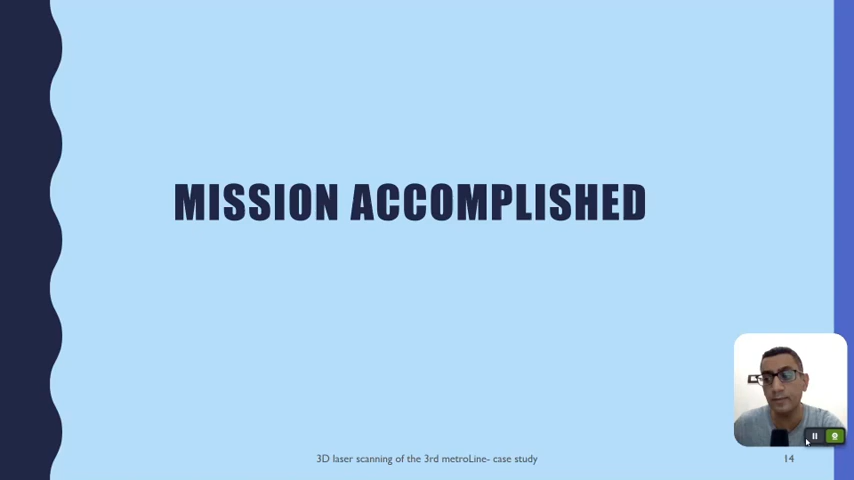 MISSION ACCOMPLISHED
3D laser scanning of the 3rd metroLine- case study
14